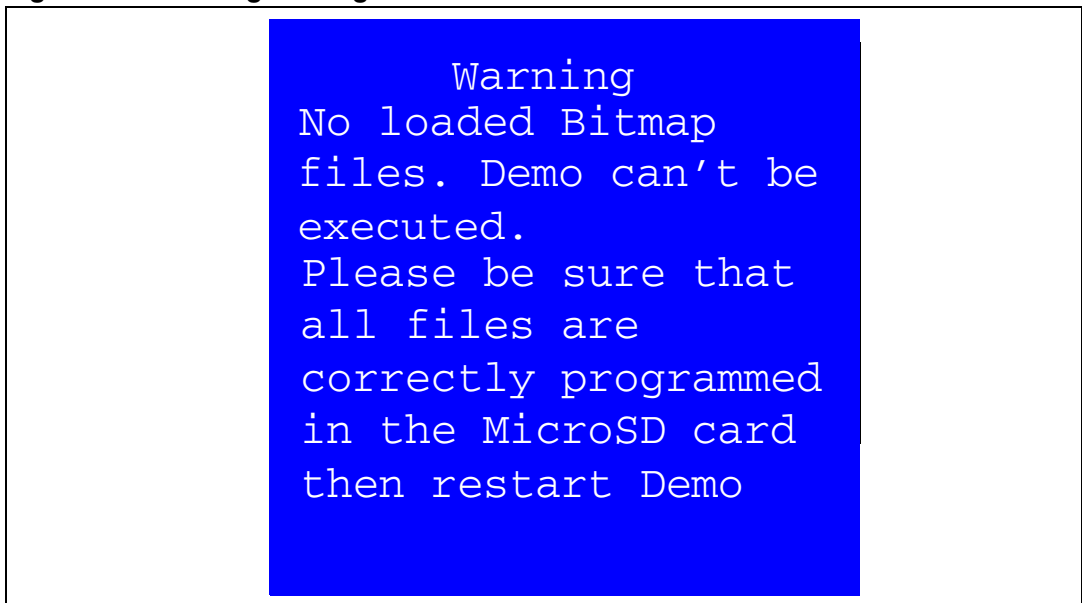 Warning
No loaded Bitmap
files. Demo can't be
executed.
Please be sure that
all files are
correctly programmed
in the MicroSD card
then restart Demo